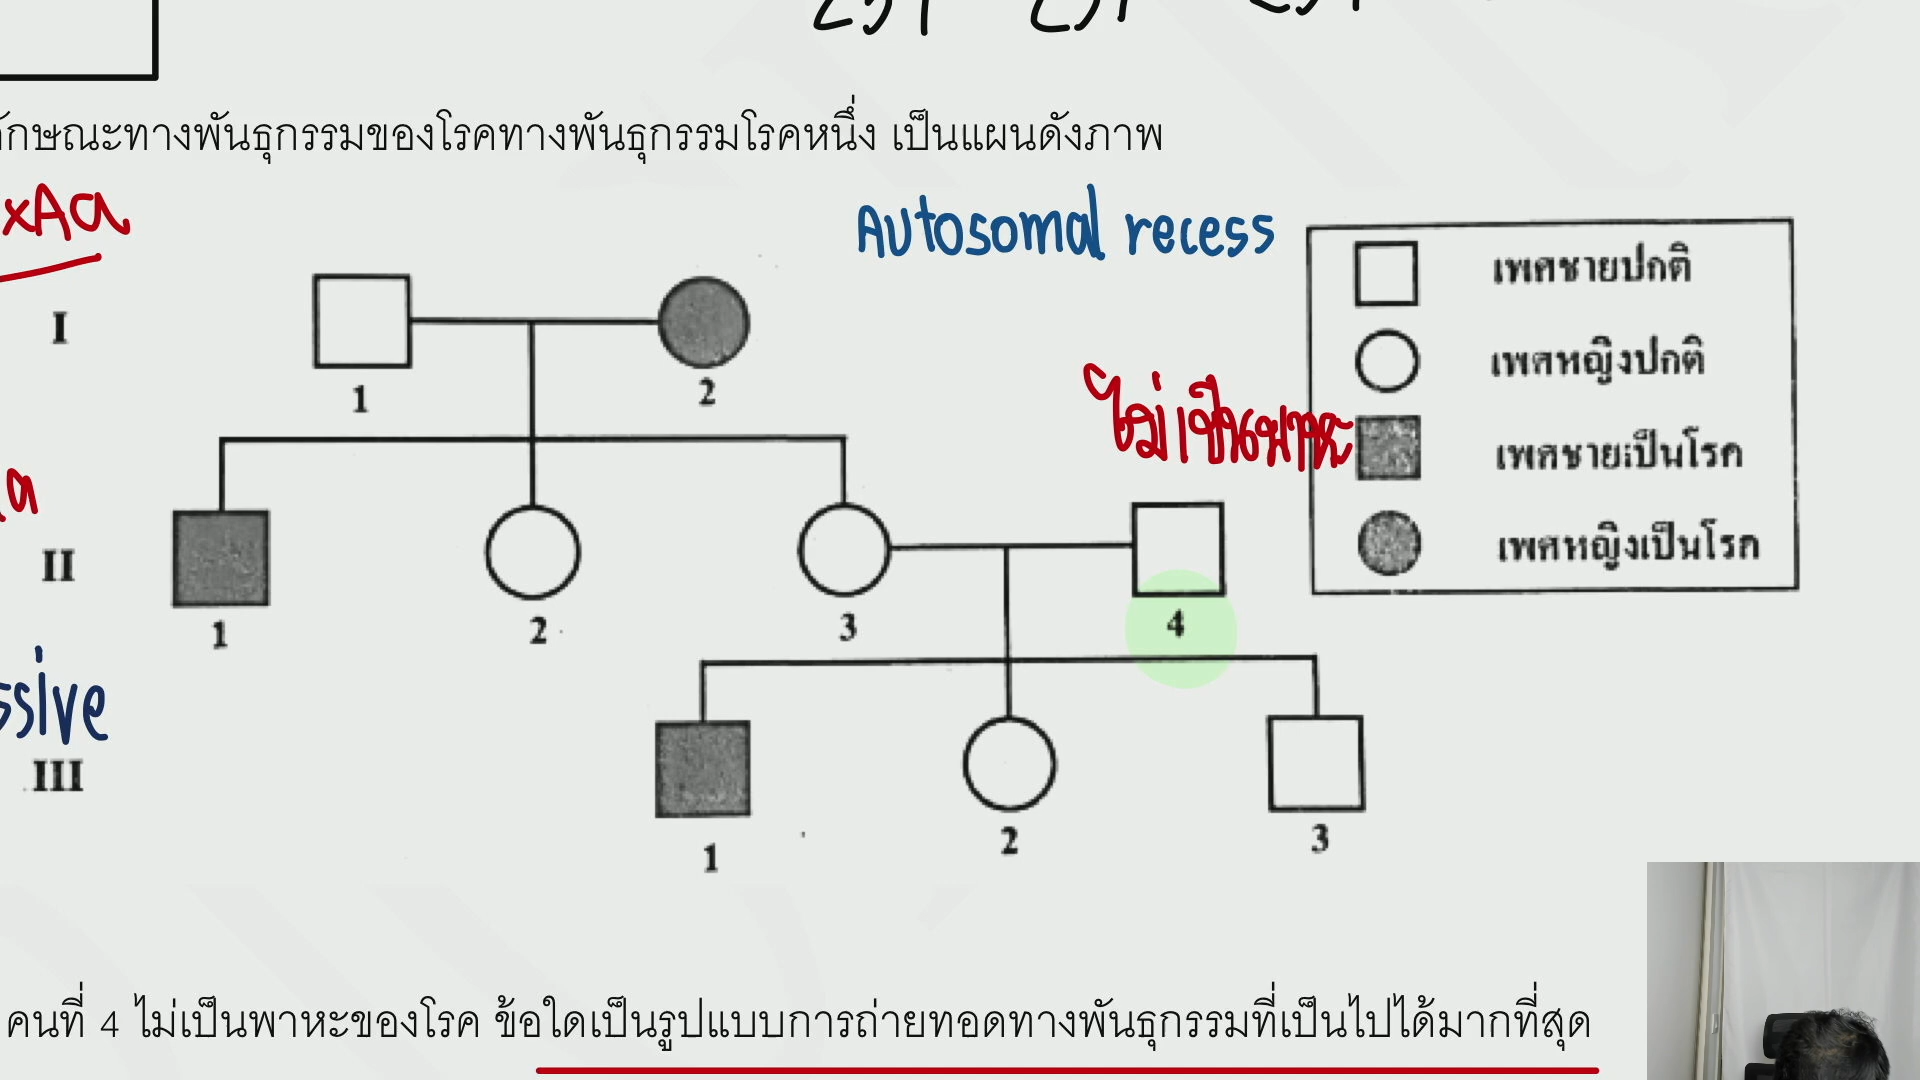 ักษณะทางพันธุกรรมของโรคทางพันธุกรรมโรคหนึ่ง เป็นแผนดังภาพ
xAa
Autosomal recess
เพศชายปกติ
I
เพศหญิงปกติ
1
2
ไม่เป็นพาหะ
เพศชายเป็นโรค
a
เพศหญิงเป็นโรค
II
1
2
3
4
ssive
III
1
2
3
คนที่ 4 ไม่เป็นพาหะของโรค ข้อใดเป็นรูปแบบการถ่ายทอดทางพันธุกรรมที่เป็นไปได้มากที่สุด